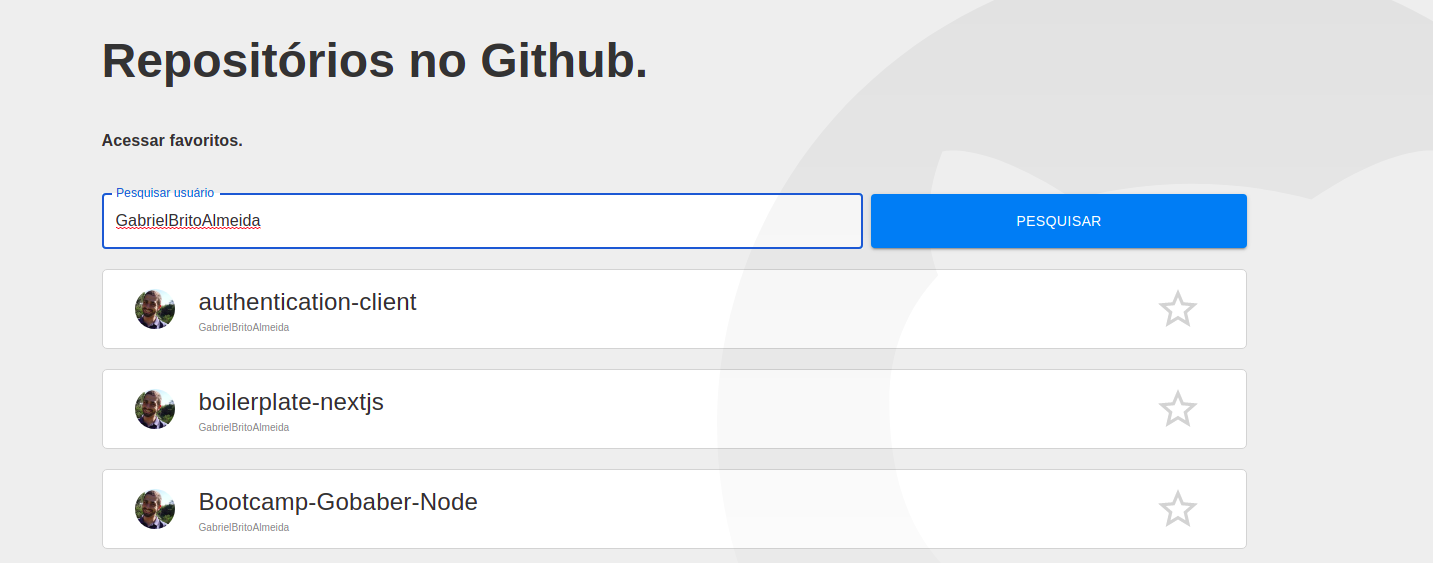 Repositórios no Github.
Acessar favoritos.
Pesquisar usuário
GabrielBritoAlmeida
PESQUISAR
authentication-client
GabrielBritoAlmeida
boilerplate-nextjs
GabrielBritoAlmeida
Bootcamp-Gobaber-Node
GabrielBritoAlmeida